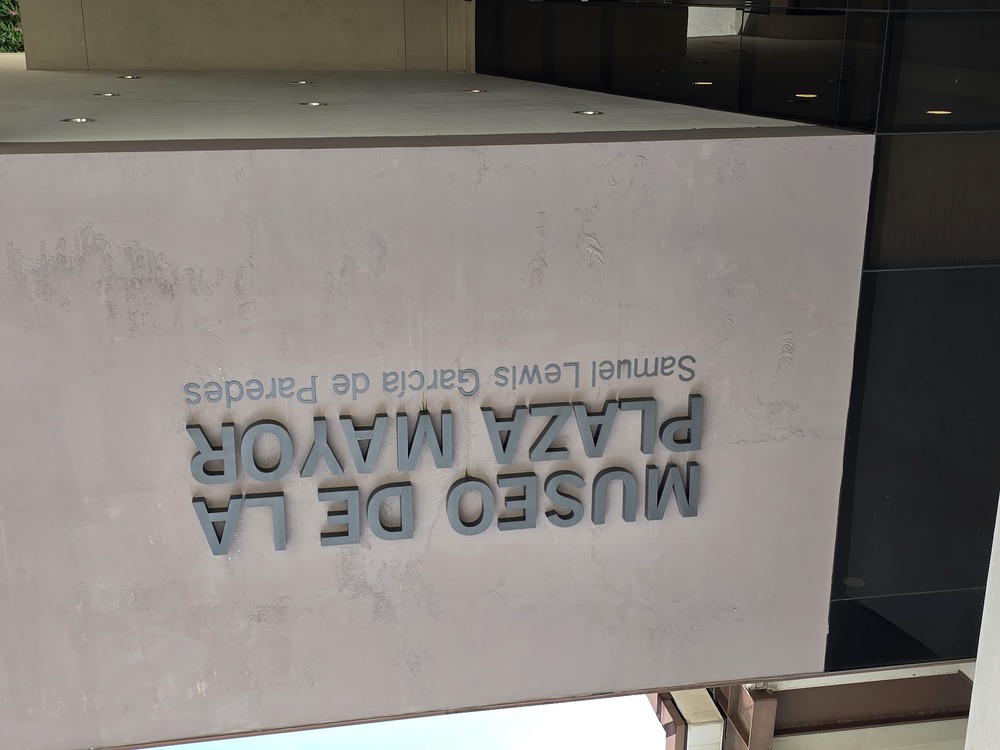 MUSEO DE LA
PLAZA MAYOR
Samuel Lewis García de Paredes